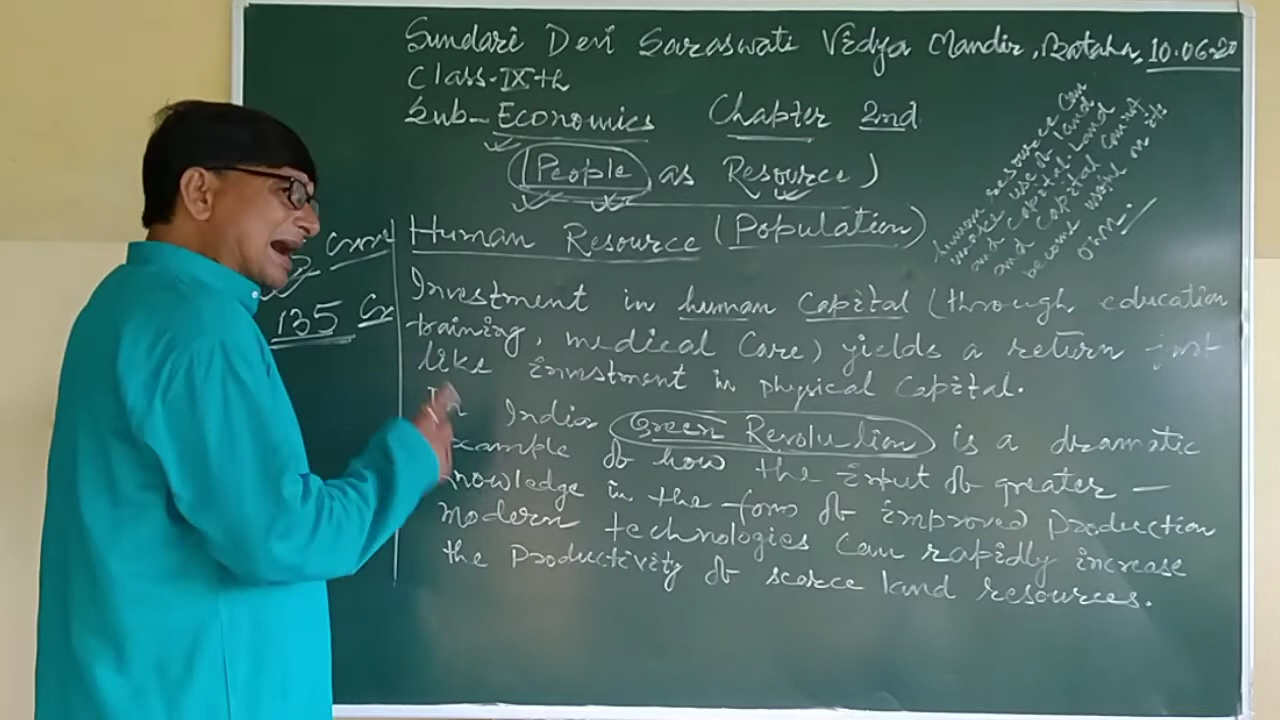 Sundari Devi Saraswati Vidya Mandir, Bataha, 10.06.20
Class-IXth
Sub- Economics Chapter 2nd
(People as Resource)
Human Resource (Population)
135 Cr
Investment in human Capital (through education
training, medical Care) yields a return just
like investment in physical Capital.
In India Green Revolution is a dramatic
example of how the input of greater
knowledge in the form of improved production
modern technologies Can rapidly increase
the productivity of scarce land resources.
human resource Can
make use of land
and capital. Land
and capital cannot
become useful on its
own.